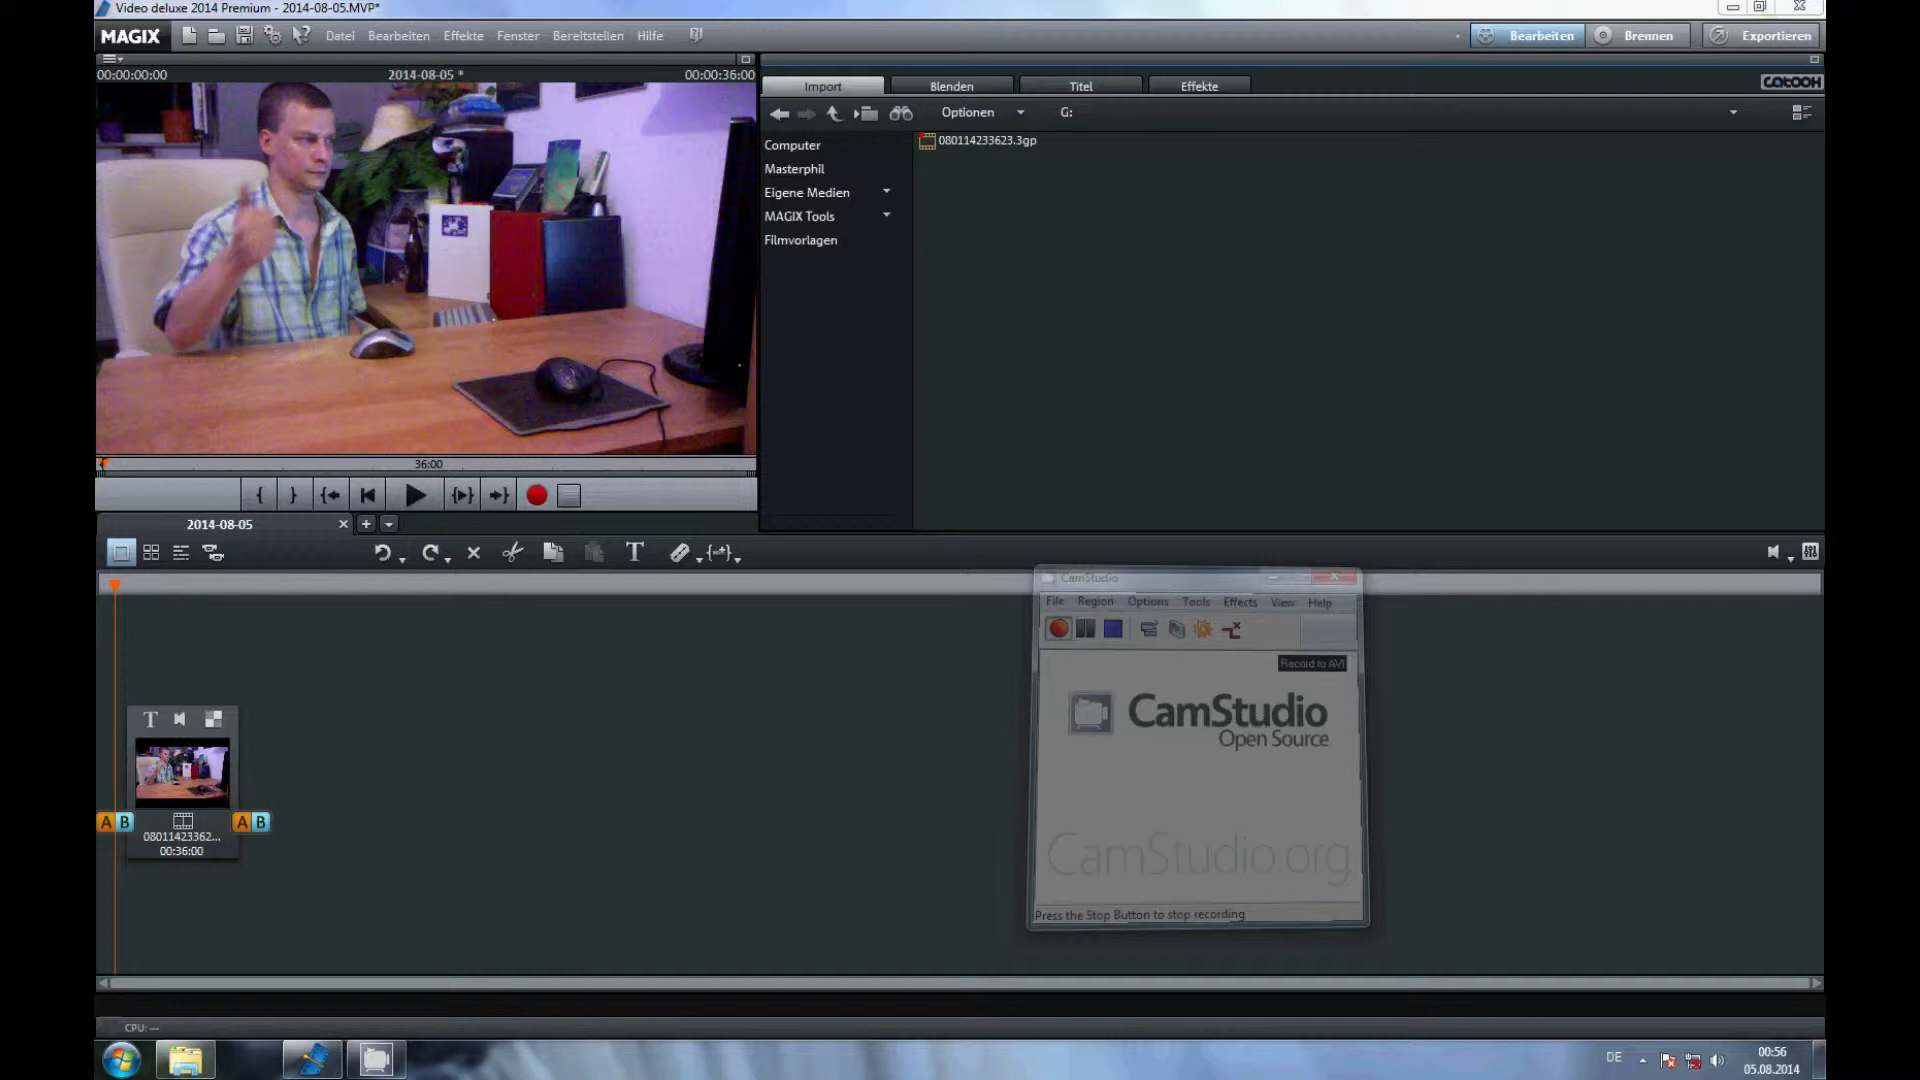 Video deluxe 2014 Premium - 2014-08-05.MVP*
MAGIX
Datei Bearbeiten Effekte Fenster Bereitstellen Hilfe
Bearbeiten Brennen Exportieren
00:00:00:00 2014-08-05 * 00:00:36:00
Import Blenden Titel Effekte
catooh
Optionen G:
Computer
Masterphil
Eigene Medien
MAGIX Tools
Filmvorlagen
080114233623.3gp
36:00
2014-08-05
CamStudio
File Region Options Tools Effects View Help
Record to AVI
CamStudio
Open Source
CamStudio.org
Press the Stop Button to stop recording
T
A B A B
08011423362...
00:36:00
CPU: —
DE
00:56
05.08.2014